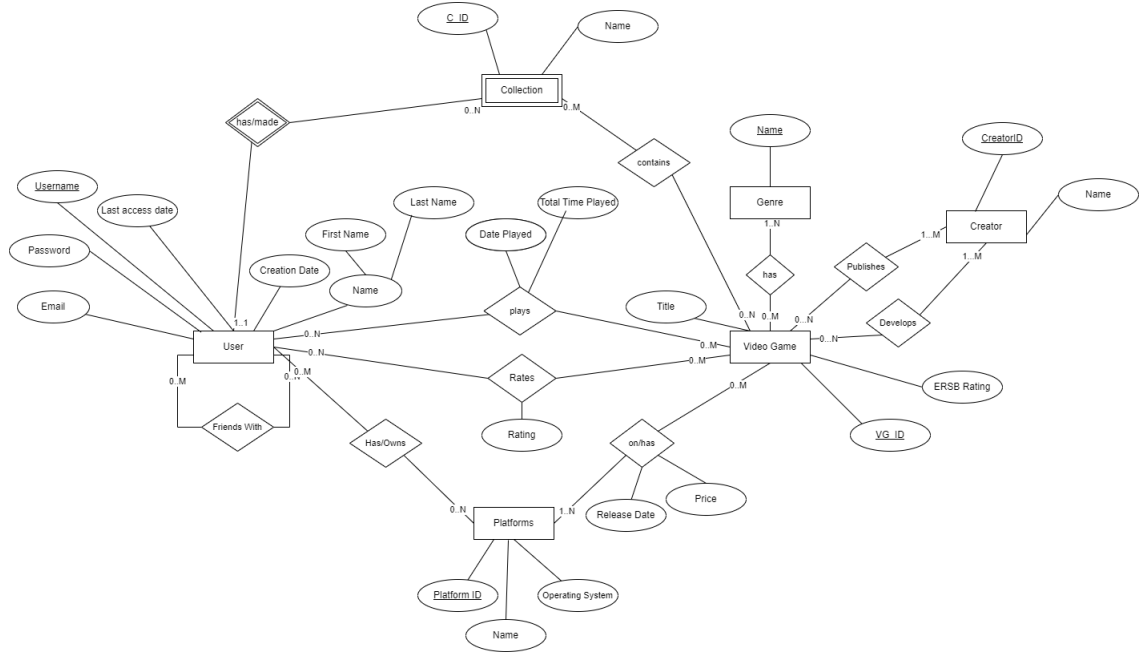 C_ID
Name
Collection
0..N
0..M
has/made
contains
Name
CreatorID
Name
Username
Last access date
Last Name
Total Time Played
Genre
First Name
Date Played
1..N
Creator
1...M
Password
Creation Date
Name
has
Publishes
1...M
Email
plays
Title
0..M
0..N
0...N
Develops
1..1
0..N
0...N
User
0..N
0..M
Video Game
0..M
0..M
0..N
0..M
Rates
0..M
ERSB Rating
Friends With
Has/Owns
Rating
on/has
VG_ID
Price
0..N
1..N
Release Date
Platforms
Platform ID
Operating System
Name